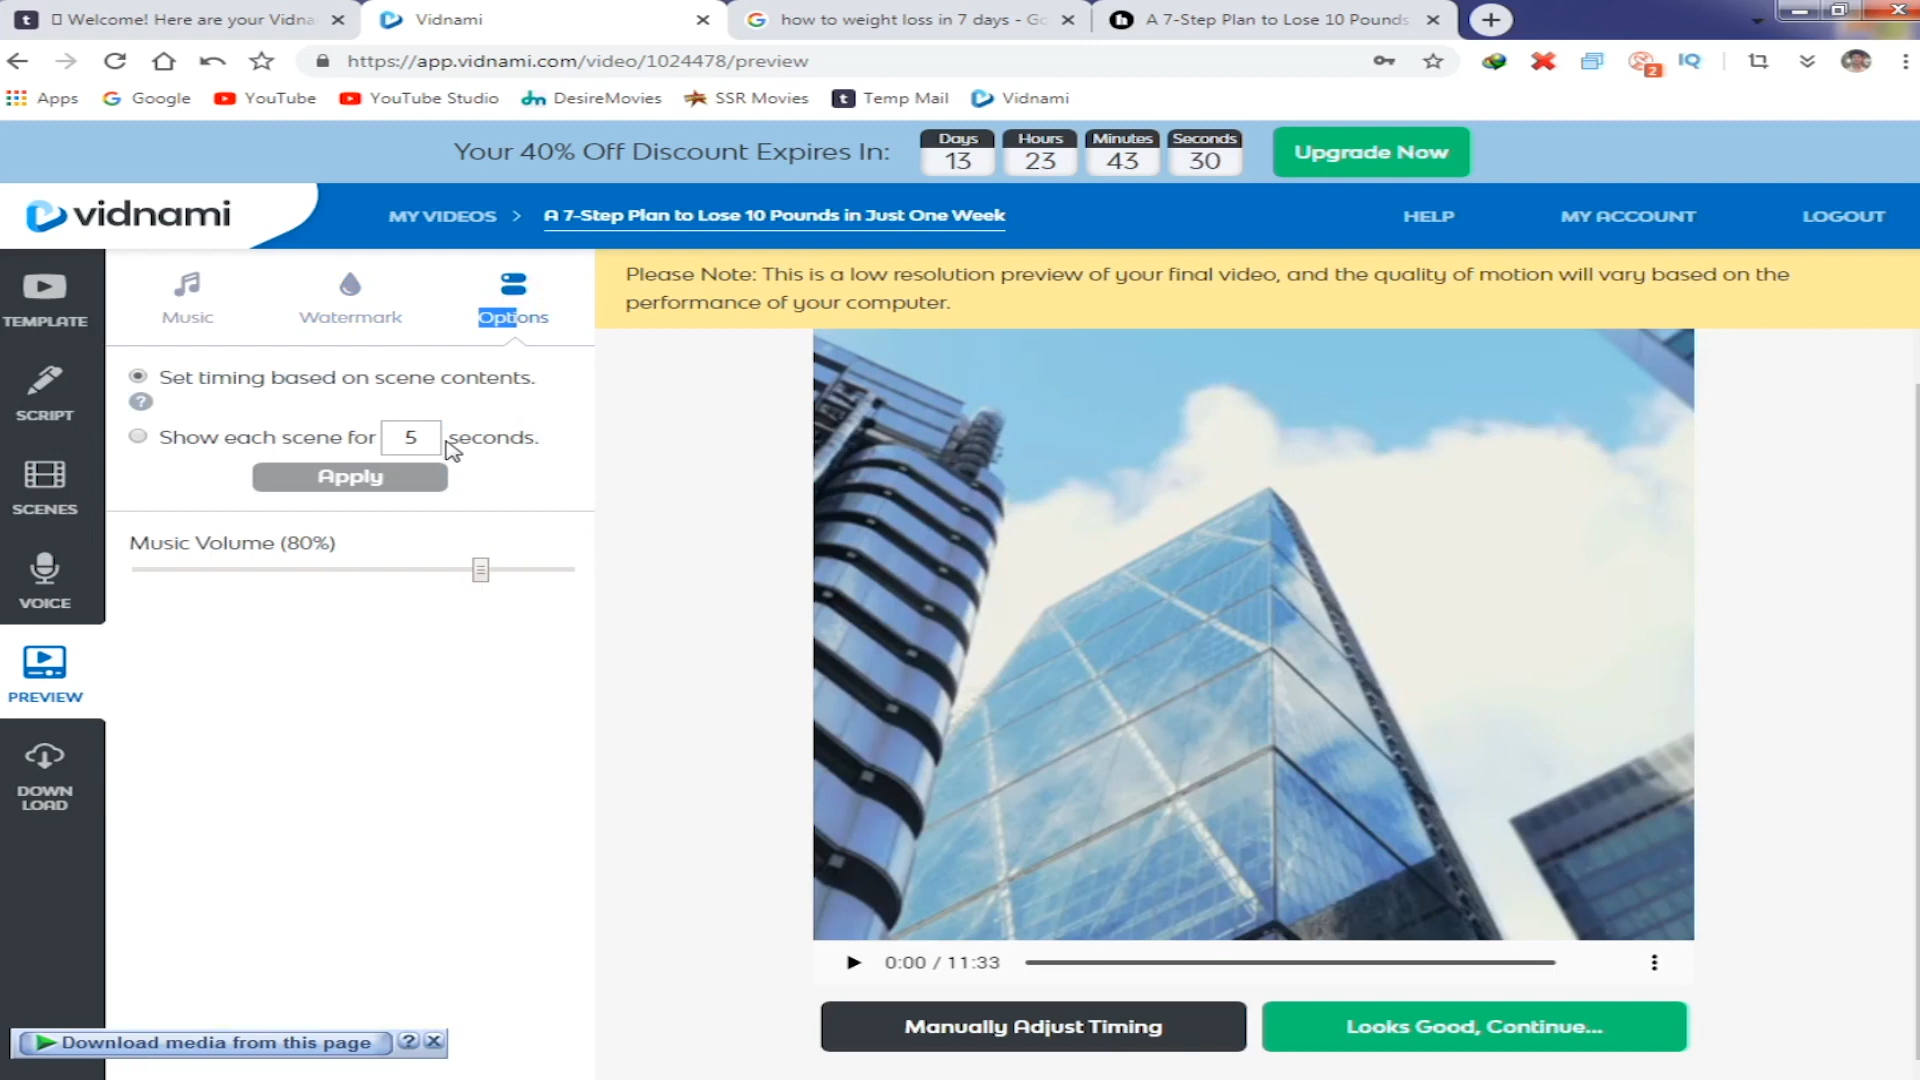 Welcome! Here are your Vidna
Vidnami
how to weight loss in 7 days - Go
A 7-Step Plan to Lose 10 Pounds
https://app.vidnami.com/video/1024478/preview
2
IQ
Apps
Google
YouTube
YouTube Studio
DesireMovies
SSR Movies
Temp Mail
Vidnami
Your 40% Off Discount Expires In:
Days
Hours
Minutes
Seconds
13
23
43
30
Upgrade Now
vidnami
MY VIDEOS >
A 7-Step Plan to Lose 10 Pounds in Just One Week
HELP
MY ACCOUNT
LOGOUT
TEMPLATE
SCRIPT
SCENES
VOICE
PREVIEW
DOWN
LOAD
Music
Watermark
Options
Set timing based on scene contents.
?
Show each scene for 5 seconds.
Apply
Music Volume (80%)
Please Note: This is a low resolution preview of your final video, and the quality of motion will vary based on the
performance of your computer.
0:00 / 11:33
Manually Adjust Timing
Looks Good, Continue...
Download media from this page
?